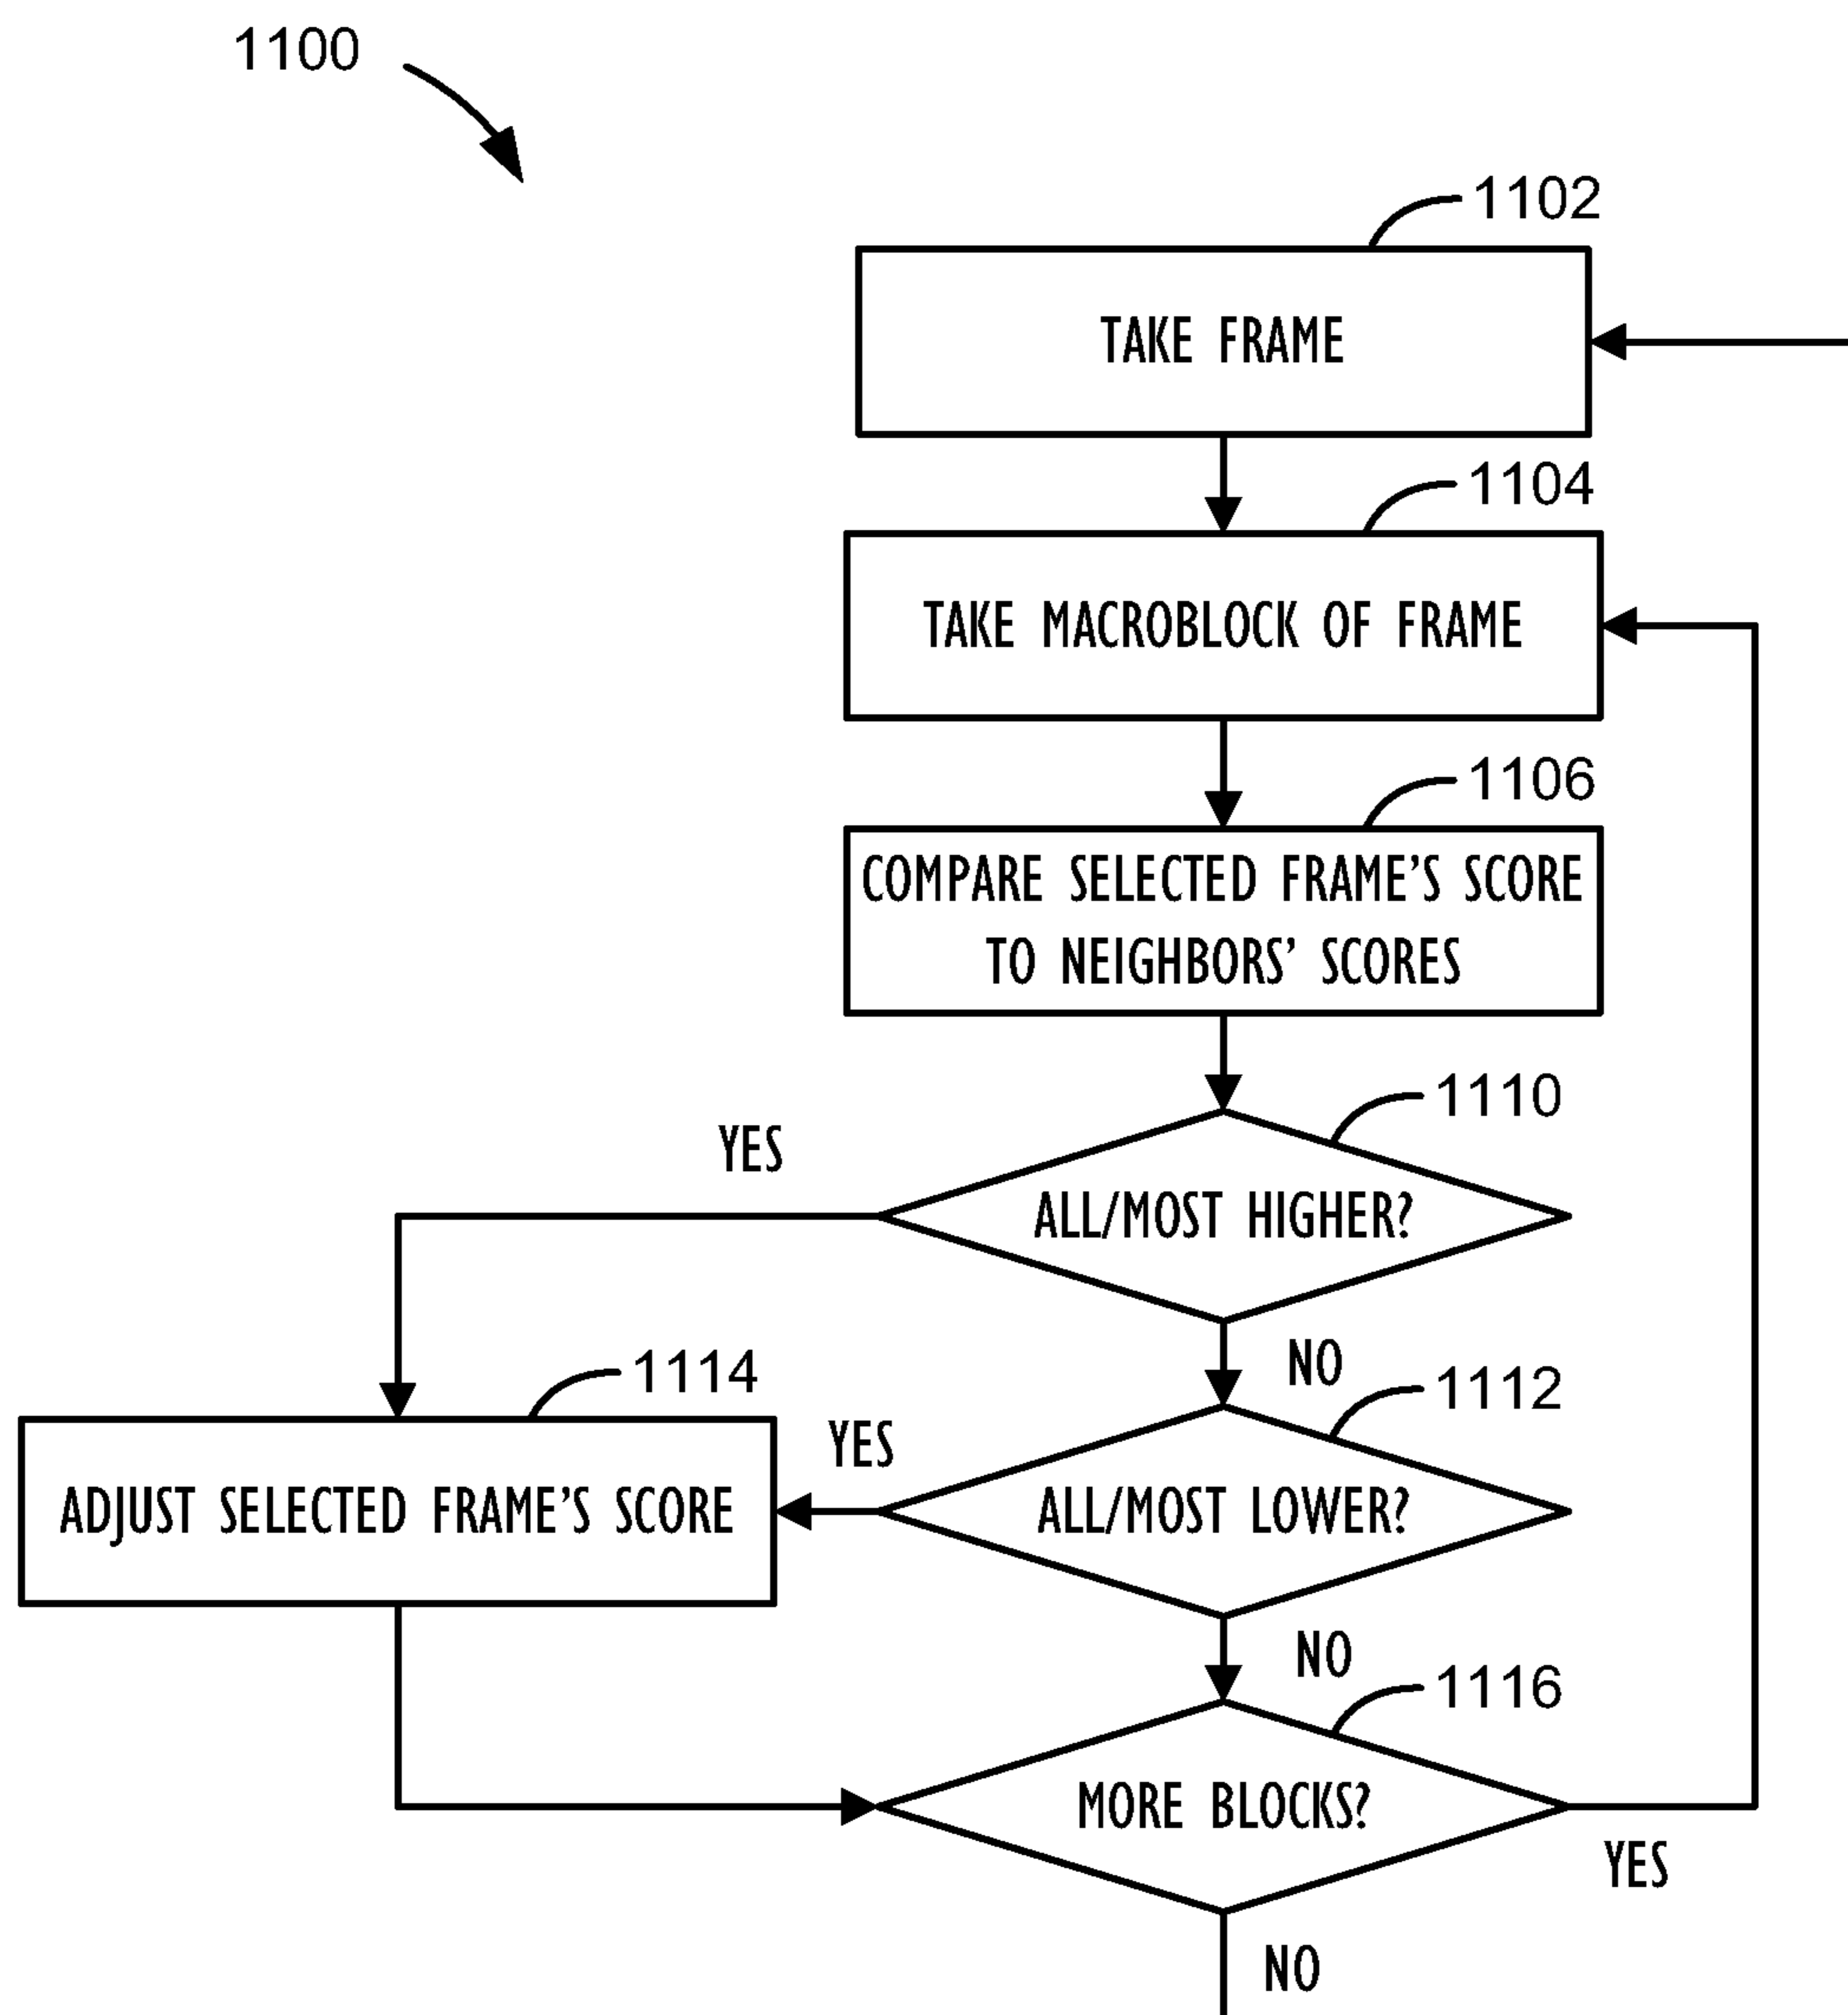 1100
1102
TAKE FRAME
1104
TAKE MACROBLOCK OF FRAME
1106
COMPARE SELECTED FRAME'S SCORE
TO NEIGHBORS' SCORES
1110
YES
ALL/MOST HIGHER?
NO
1114
1112
YES
ADJUST SELECTED FRAME'S SCORE
ALL/MOST LOWER?
NO
1116
MORE BLOCKS?
YES
NO